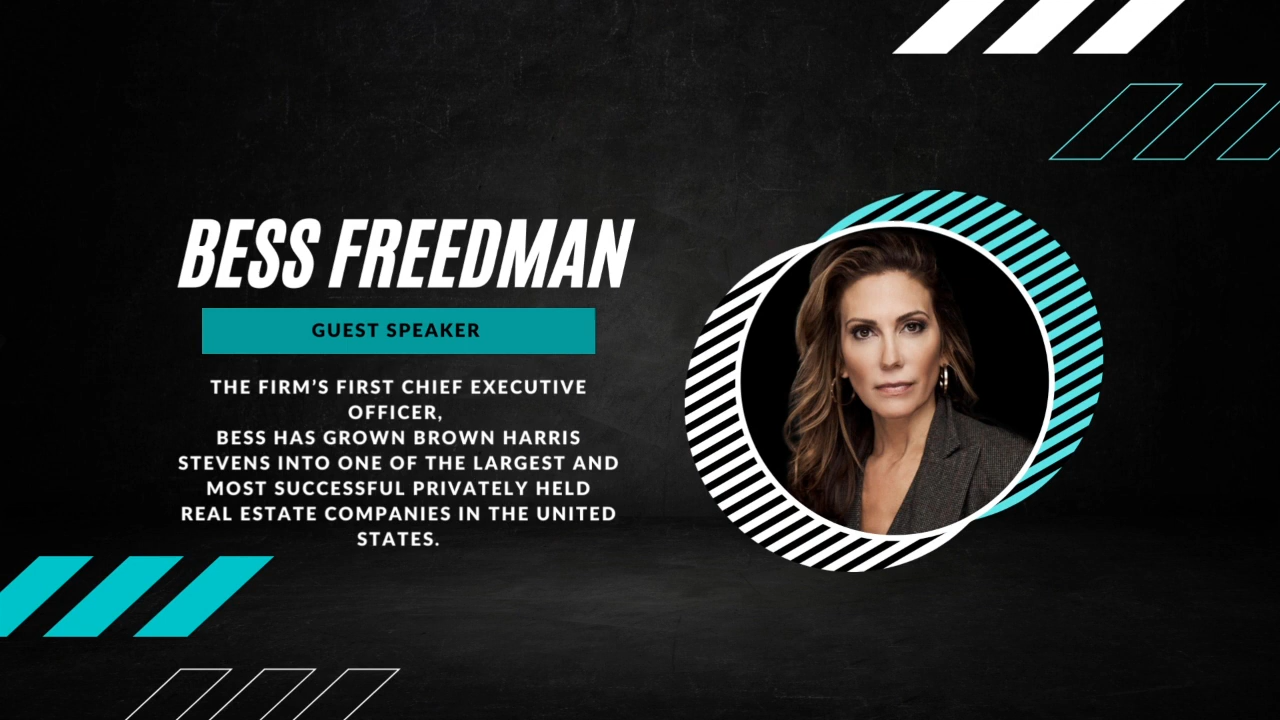 BESS FREEDMAN
GUEST SPEAKER
THE FIRM'S FIRST CHIEF EXECUTIVE
OFFICER,
BESS HAS GROWN BROWN HARRIS
STEVENS INTO ONE OF THE LARGEST AND
MOST SUCCESSFUL PRIVATELY HELD
REAL ESTATE COMPANIES IN THE UNITED
STATES.